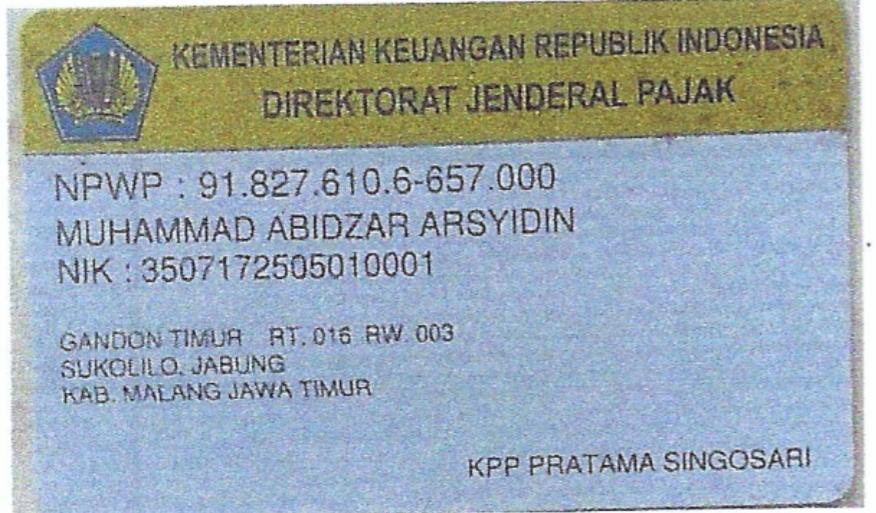 KEMENTERIAN KEUANGAN REPUBLIK INDONESIA
DIREKTORAT JENDERAL PAJAK
NPWP : 91.827.610.6-657.000
MUHAMMAD ABIDZAR ARSYIDIN
NIK : 3507172505010001
GANDON TIMUR RT. 016 RW. 003
SUKOLILO, JABUNG
KAB. MALANG JAWA TIMUR
KPP PRATAMA SINGOSARI